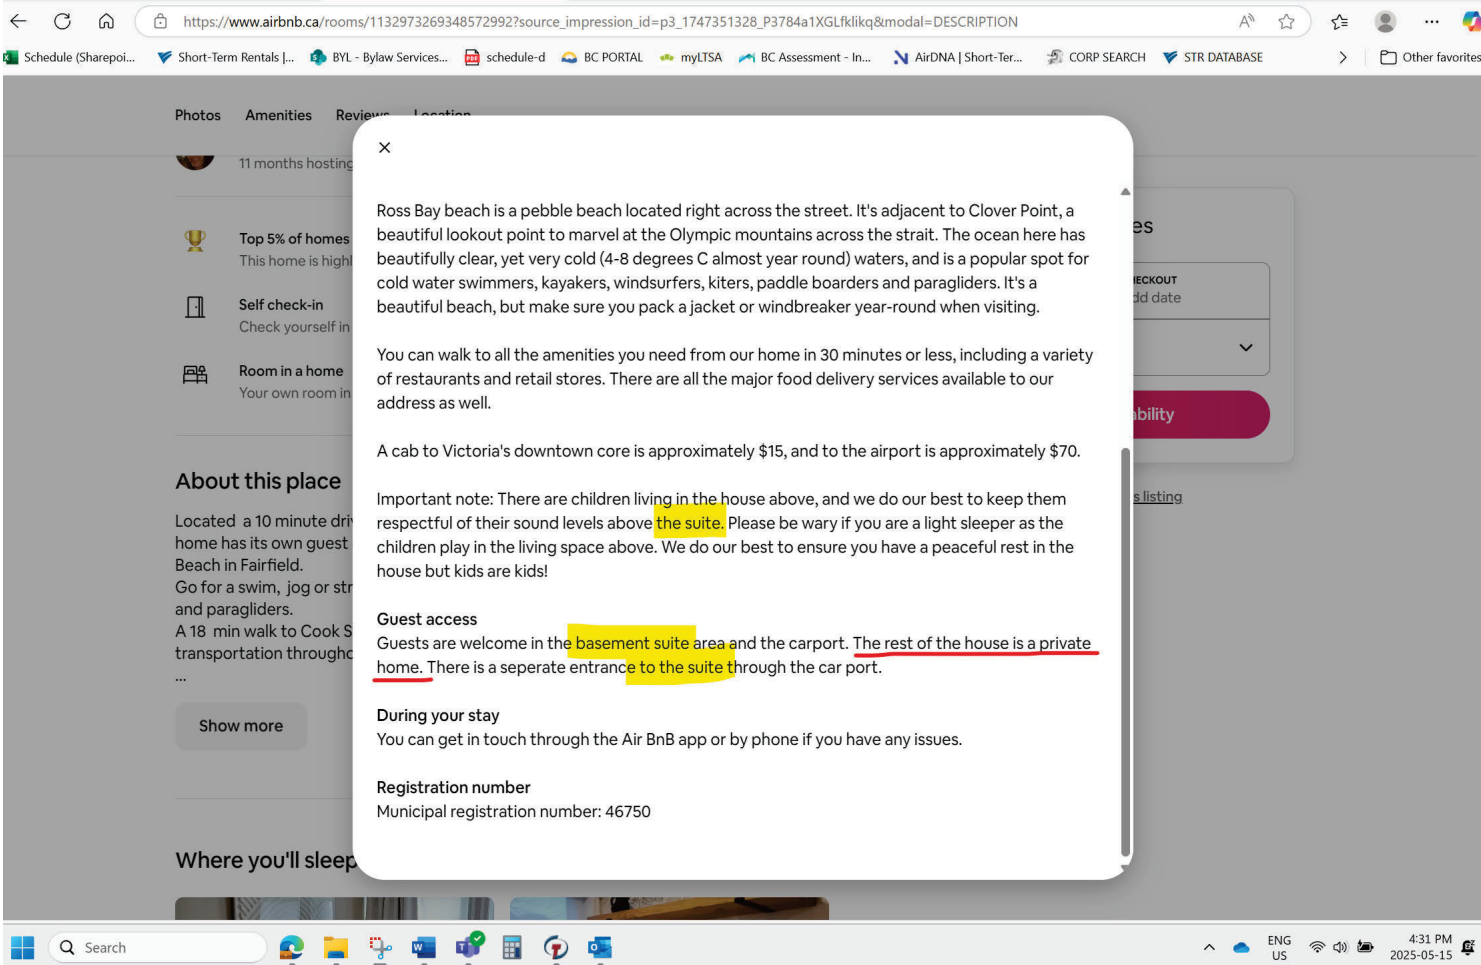 https://www.airbnb.ca/rooms/1132973269348572992?source_impression_id=p3_1747351328_P3784a1XGLfklikq&modal=DESCRIPTION
Schedule (Sharepoi... Short-Term Rentals |... BYL - Bylaw Services... schedule-d BC PORTAL myLTSA BC Assessment - In... AirDNA | Short-Ter... CORP SEARCH STR DATABASE Other favorites
Photos Amenities Reviews Location
11 months hosting
Top 5% of homes
This home is highl
Self check-in
Check yourself in
Room in a home
Your own room in
About this place
Located a 10 minute driv
home has its own guest
Beach in Fairfield.
Go for a swim, jog or str
and paragliders.
A 18 min walk to Cook S
transportation througho
...
Show more
Where you'll sleep
Ross Bay beach is a pebble beach located right across the street. It's adjacent to Clover Point, a
beautiful lookout point to marvel at the Olympic mountains across the strait. The ocean here has
beautifully clear, yet very cold (4-8 degrees C almost year round) waters, and is a popular spot for
cold water swimmers, kayakers, windsurfers, kiters, paddle boarders and paragliders. It's a
beautiful beach, but make sure you pack a jacket or windbreaker year-round when visiting.
You can walk to all the amenities you need from our home in 30 minutes or less, including a variety
of restaurants and retail stores. There are all the major food delivery services available to our
address as well.
A cab to Victoria's downtown core is approximately $15, and to the airport is approximately $70.
Important note: There are children living in the house above, and we do our best to keep them
respectful of their sound levels above the suite. Please be wary if you are a light sleeper as the
children play in the living space above. We do our best to ensure you have a peaceful rest in the
house but kids are kids!
Guest access
Guests are welcome in the basement suite area and the carport. The rest of the house is a private
home. There is a seperate entrance to the suite through the car port.
During your stay
You can get in touch through the Air BnB app or by phone if you have any issues.
Registration number
Municipal registration number: 46750
es
HECKOUT
dd date
ability
s listing
Search
ENG
US
4:31 PM
2025-05-15